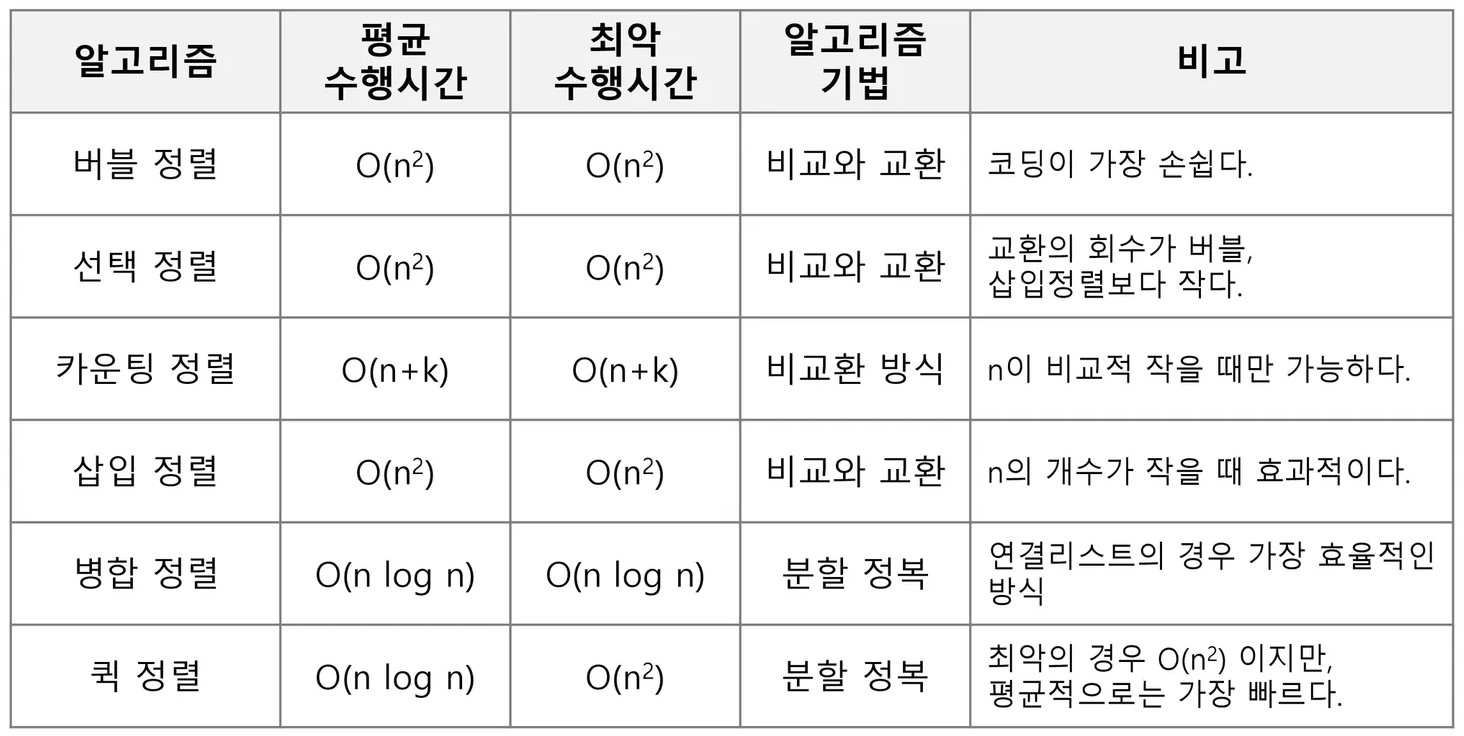 알고리즘
평균
수행시간
최악
수행시간
알고리즘
기법
비고
버블 정렬
O(n²)
O(n²)
비교와 교환
코딩이 가장 손쉽다.
선택 정렬
O(n²)
O(n²)
비교와 교환
교환의 회수가 버블,
삽입정렬보다 작다.
카운팅 정렬
O(n+k)
O(n+k)
비교환 방식
n이 비교적 작을 때만 가능하다.
삽입 정렬
O(n²)
O(n²)
비교와 교환
n의 개수가 작을 때 효과적이다.
병합 정렬
O(n log n)
O(n log n)
분할 정복
연결리스트의 경우 가장 효율적인
방식
퀵 정렬
O(n log n)
O(n²)
분할 정복
최악의 경우 O(n²) 이지만,
평균적으로는 가장 빠르다.